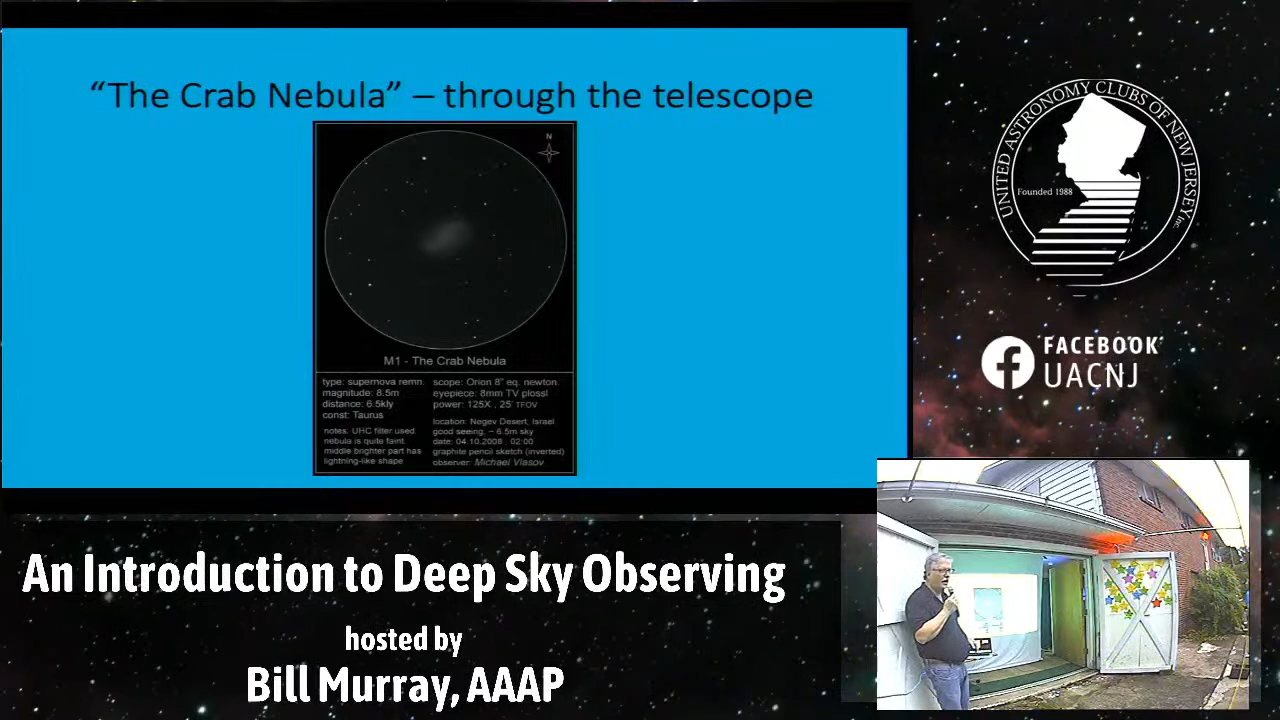 “The Crab Nebula” – through the telescope
N
M1 - The Crab Nebula
type: supernova remn.
magnitude: 8.5m
distance: 6.5kly
const: Taurus
notes: UHC filter used
nebula is quite faint
middle brighter part has
lightning-like shape
scope: Orion 8" eq. newton.
eyepiece: 8mm TV plossl
power: 125X , 25' TFOV
location: Negev Desert, Israel
good seeing, ~ 6.5m sky
date: 04.10.2008 , 02:00
graphite pencil sketch (inverted)
observer: Michael Vlasov
UNITED ASTRONOMY CLUBS OF NEW JERSEY, Inc.
Founded 1988
FACEBOOK
UACNJ
An Introduction to Deep Sky Observing
hosted by
Bill Murray, AAAP